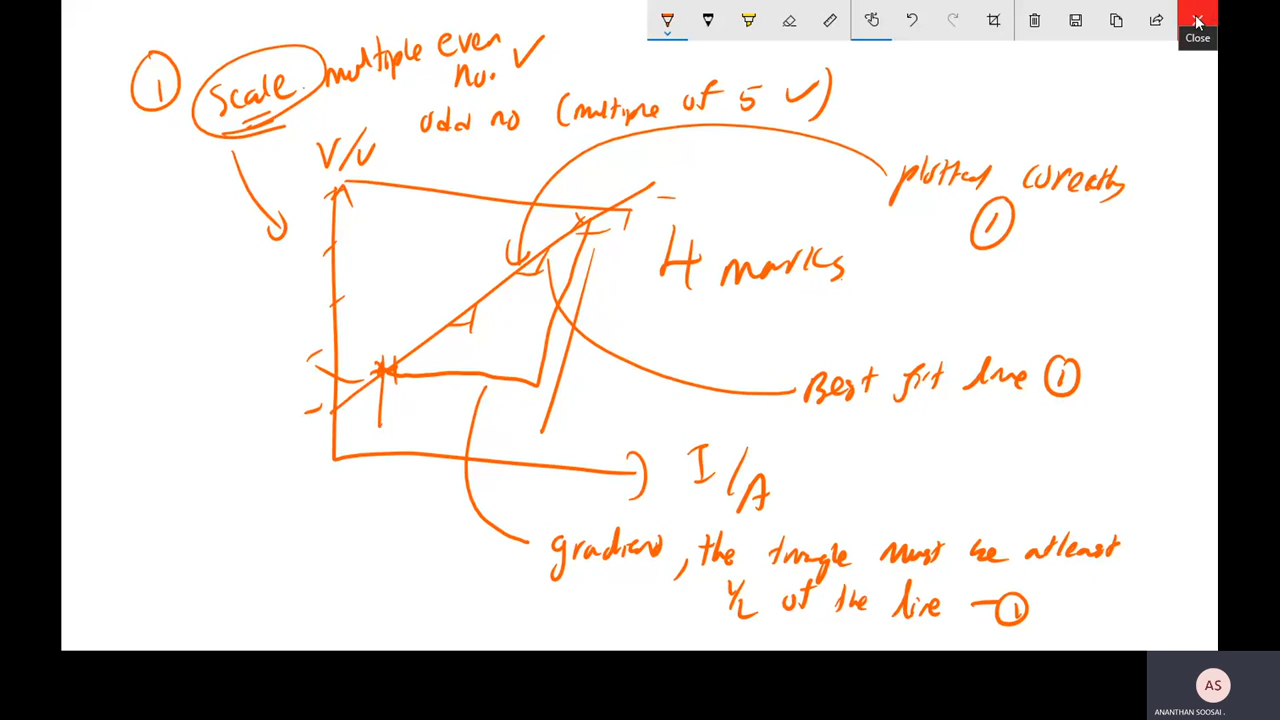 Close
① Scale multiple even
no. ✓
odd no (multiple of 5 ✓)
V/V
plotted correctly
①
4 marks
Best fit line ①
I/A
gradient, the triangle must be atleast
1/2 of the line - ①
AS
ANANTHAN SOOSAI .